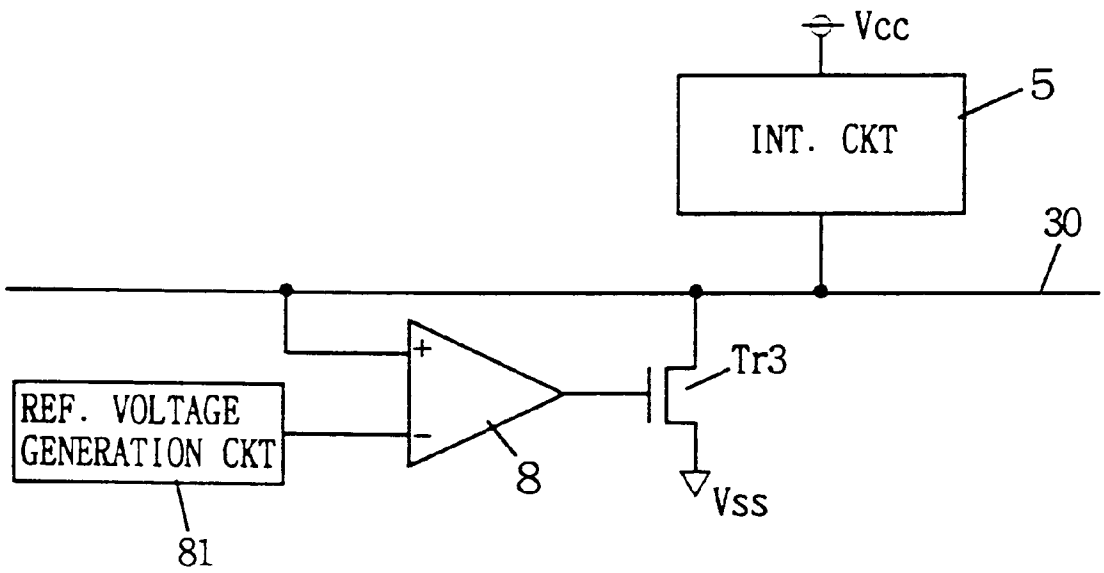 Vcc
5
INT. CKT
30
+
Tr3
REF. VOLTAGE
GENERATION CKT
-
8
Vss
81